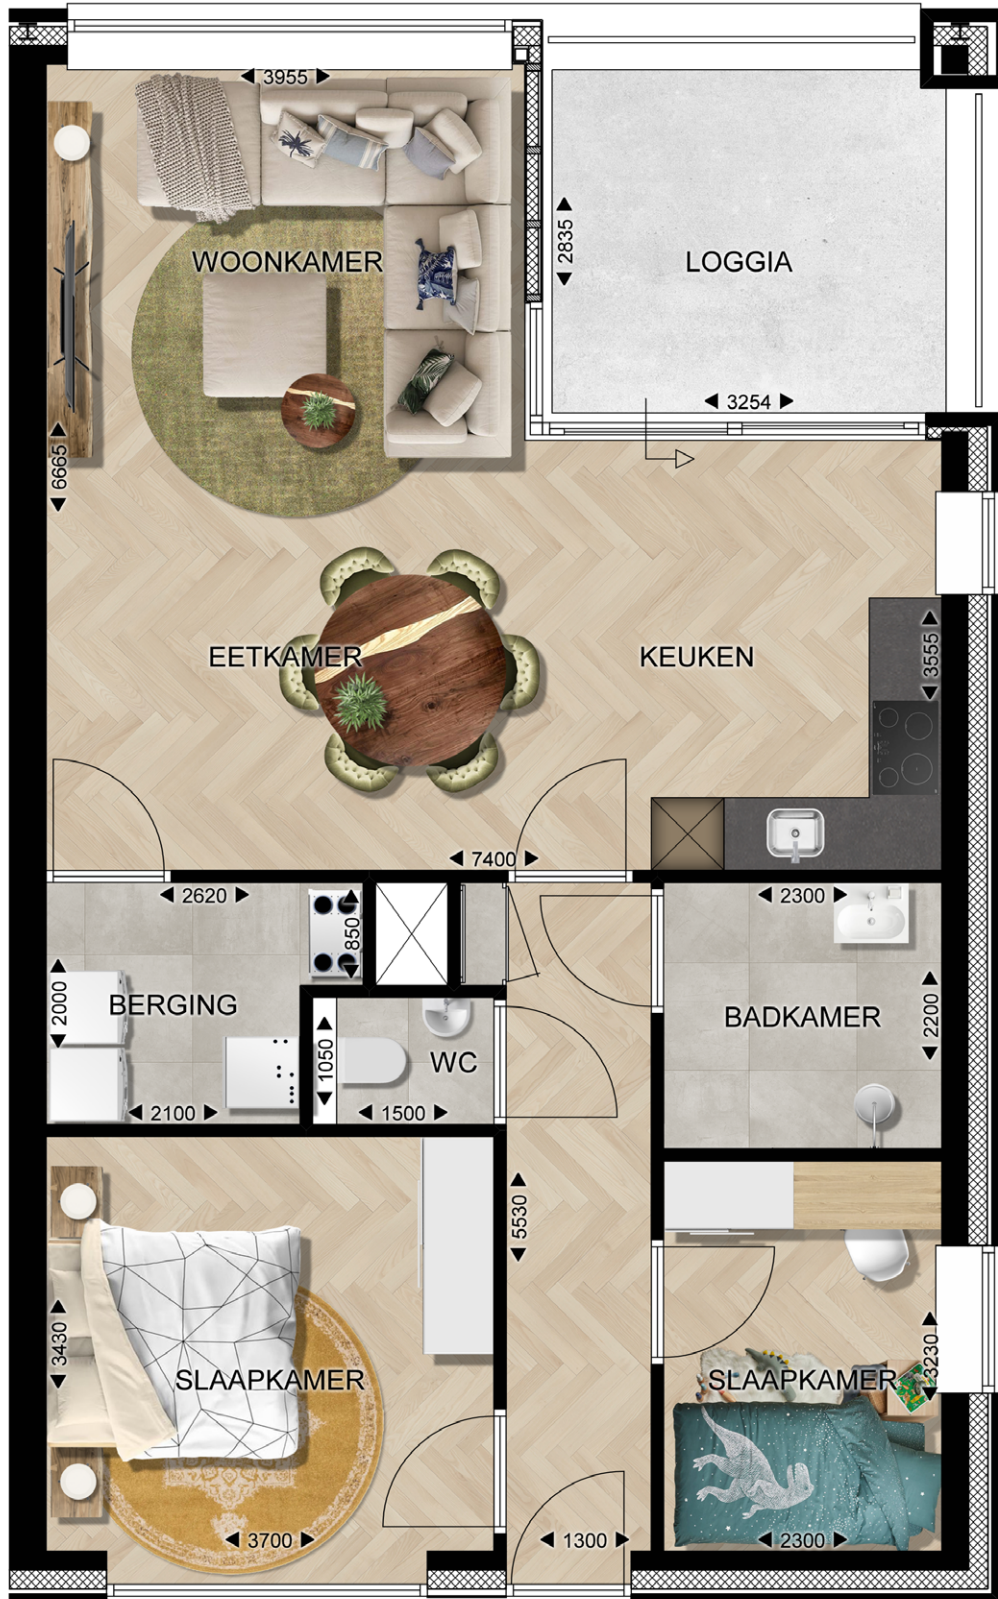 3955
WOONKAMER
LOGGIA
2835
3254
6665
EETKAMER
KEUKEN
3555
7400
2620
850
2300
2000
BERGING
BADKAMER
2200
WC
1050
2100
1500
5530
3430
3230
SLAAPKAMER
SLAAPKAMER
3700
1300
2300